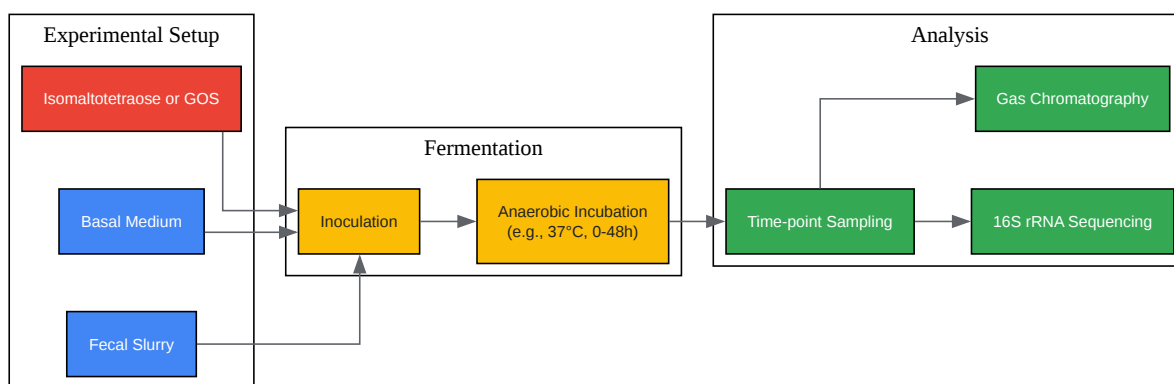 Experimental Setup
Isomaltotetraose or GOS
Basal Medium
Fecal Slurry
Fermentation
Inoculation
Anaerobic Incubation
(e.g., 37°C, 0-48h)
Analysis
Gas Chromatography
Time-point Sampling
16S rRNA Sequencing